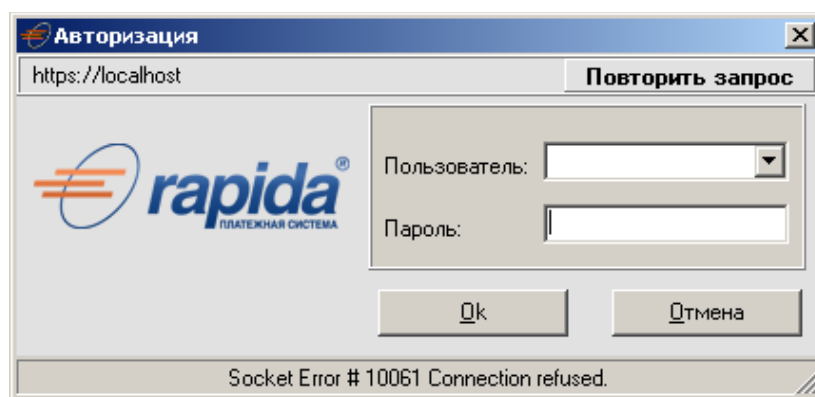 Авторизация
https://localhost
Повторить запрос
rapida®
ПЛАТЕЖНАЯ СИСТЕМА
Пользователь:
Пароль:
Ok
Отмена
Socket Error # 10061 Connection refused.